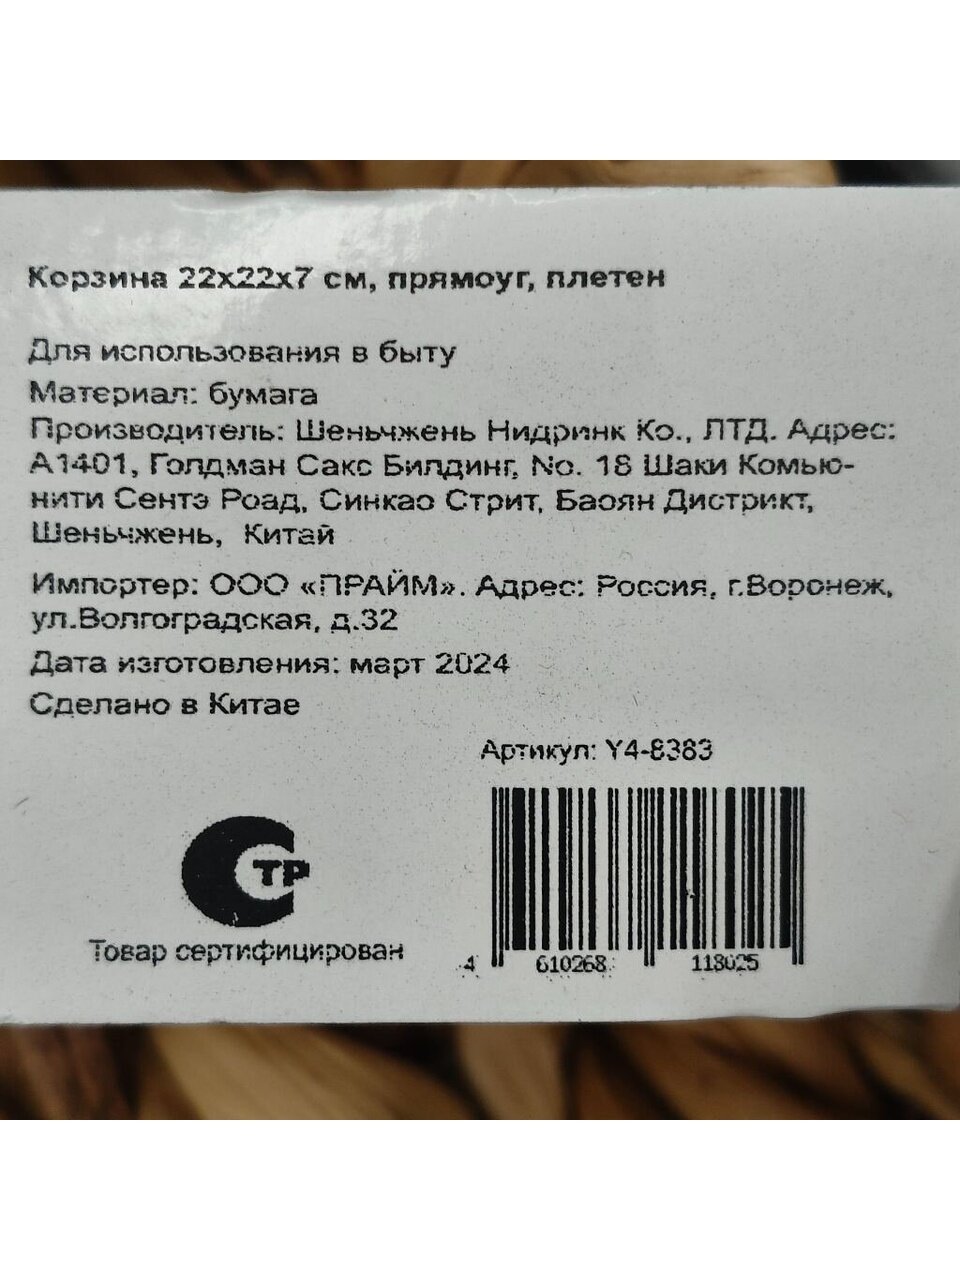 Корзина 22x22x7 см, прямоуг, плетен
Для использования в быту
Материал: бумага
Производитель: Шеньчжень Нидринк Ко., ЛТД. Адрес:
А1401, Голдман Сакс Билдинг, No. 18 Шаки Комью-
нити Сентэ Роад, Синкао Стрит, Баоян Дистрикт,
Шеньчжень, Китай
Импортер: ООО «ПРАЙМ». Адрес: Россия, г.Воронеж,
ул.Волгоградская, д.32
Дата изготовления: март 2024
Сделано в Китае
Артикул: Y4-8383
ТР
Товар сертифицирован
4 610268 118025